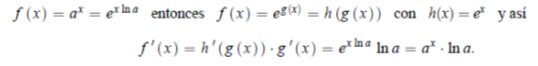 f(x) = a^x = e^{x ln a} entonces f(x) = e^{g(x)} = h(g(x)) con h(x) = e^x y así
f'(x) = h'(g(x)) · g'(x) = e^{x ln a} ln a = a^x · ln a.